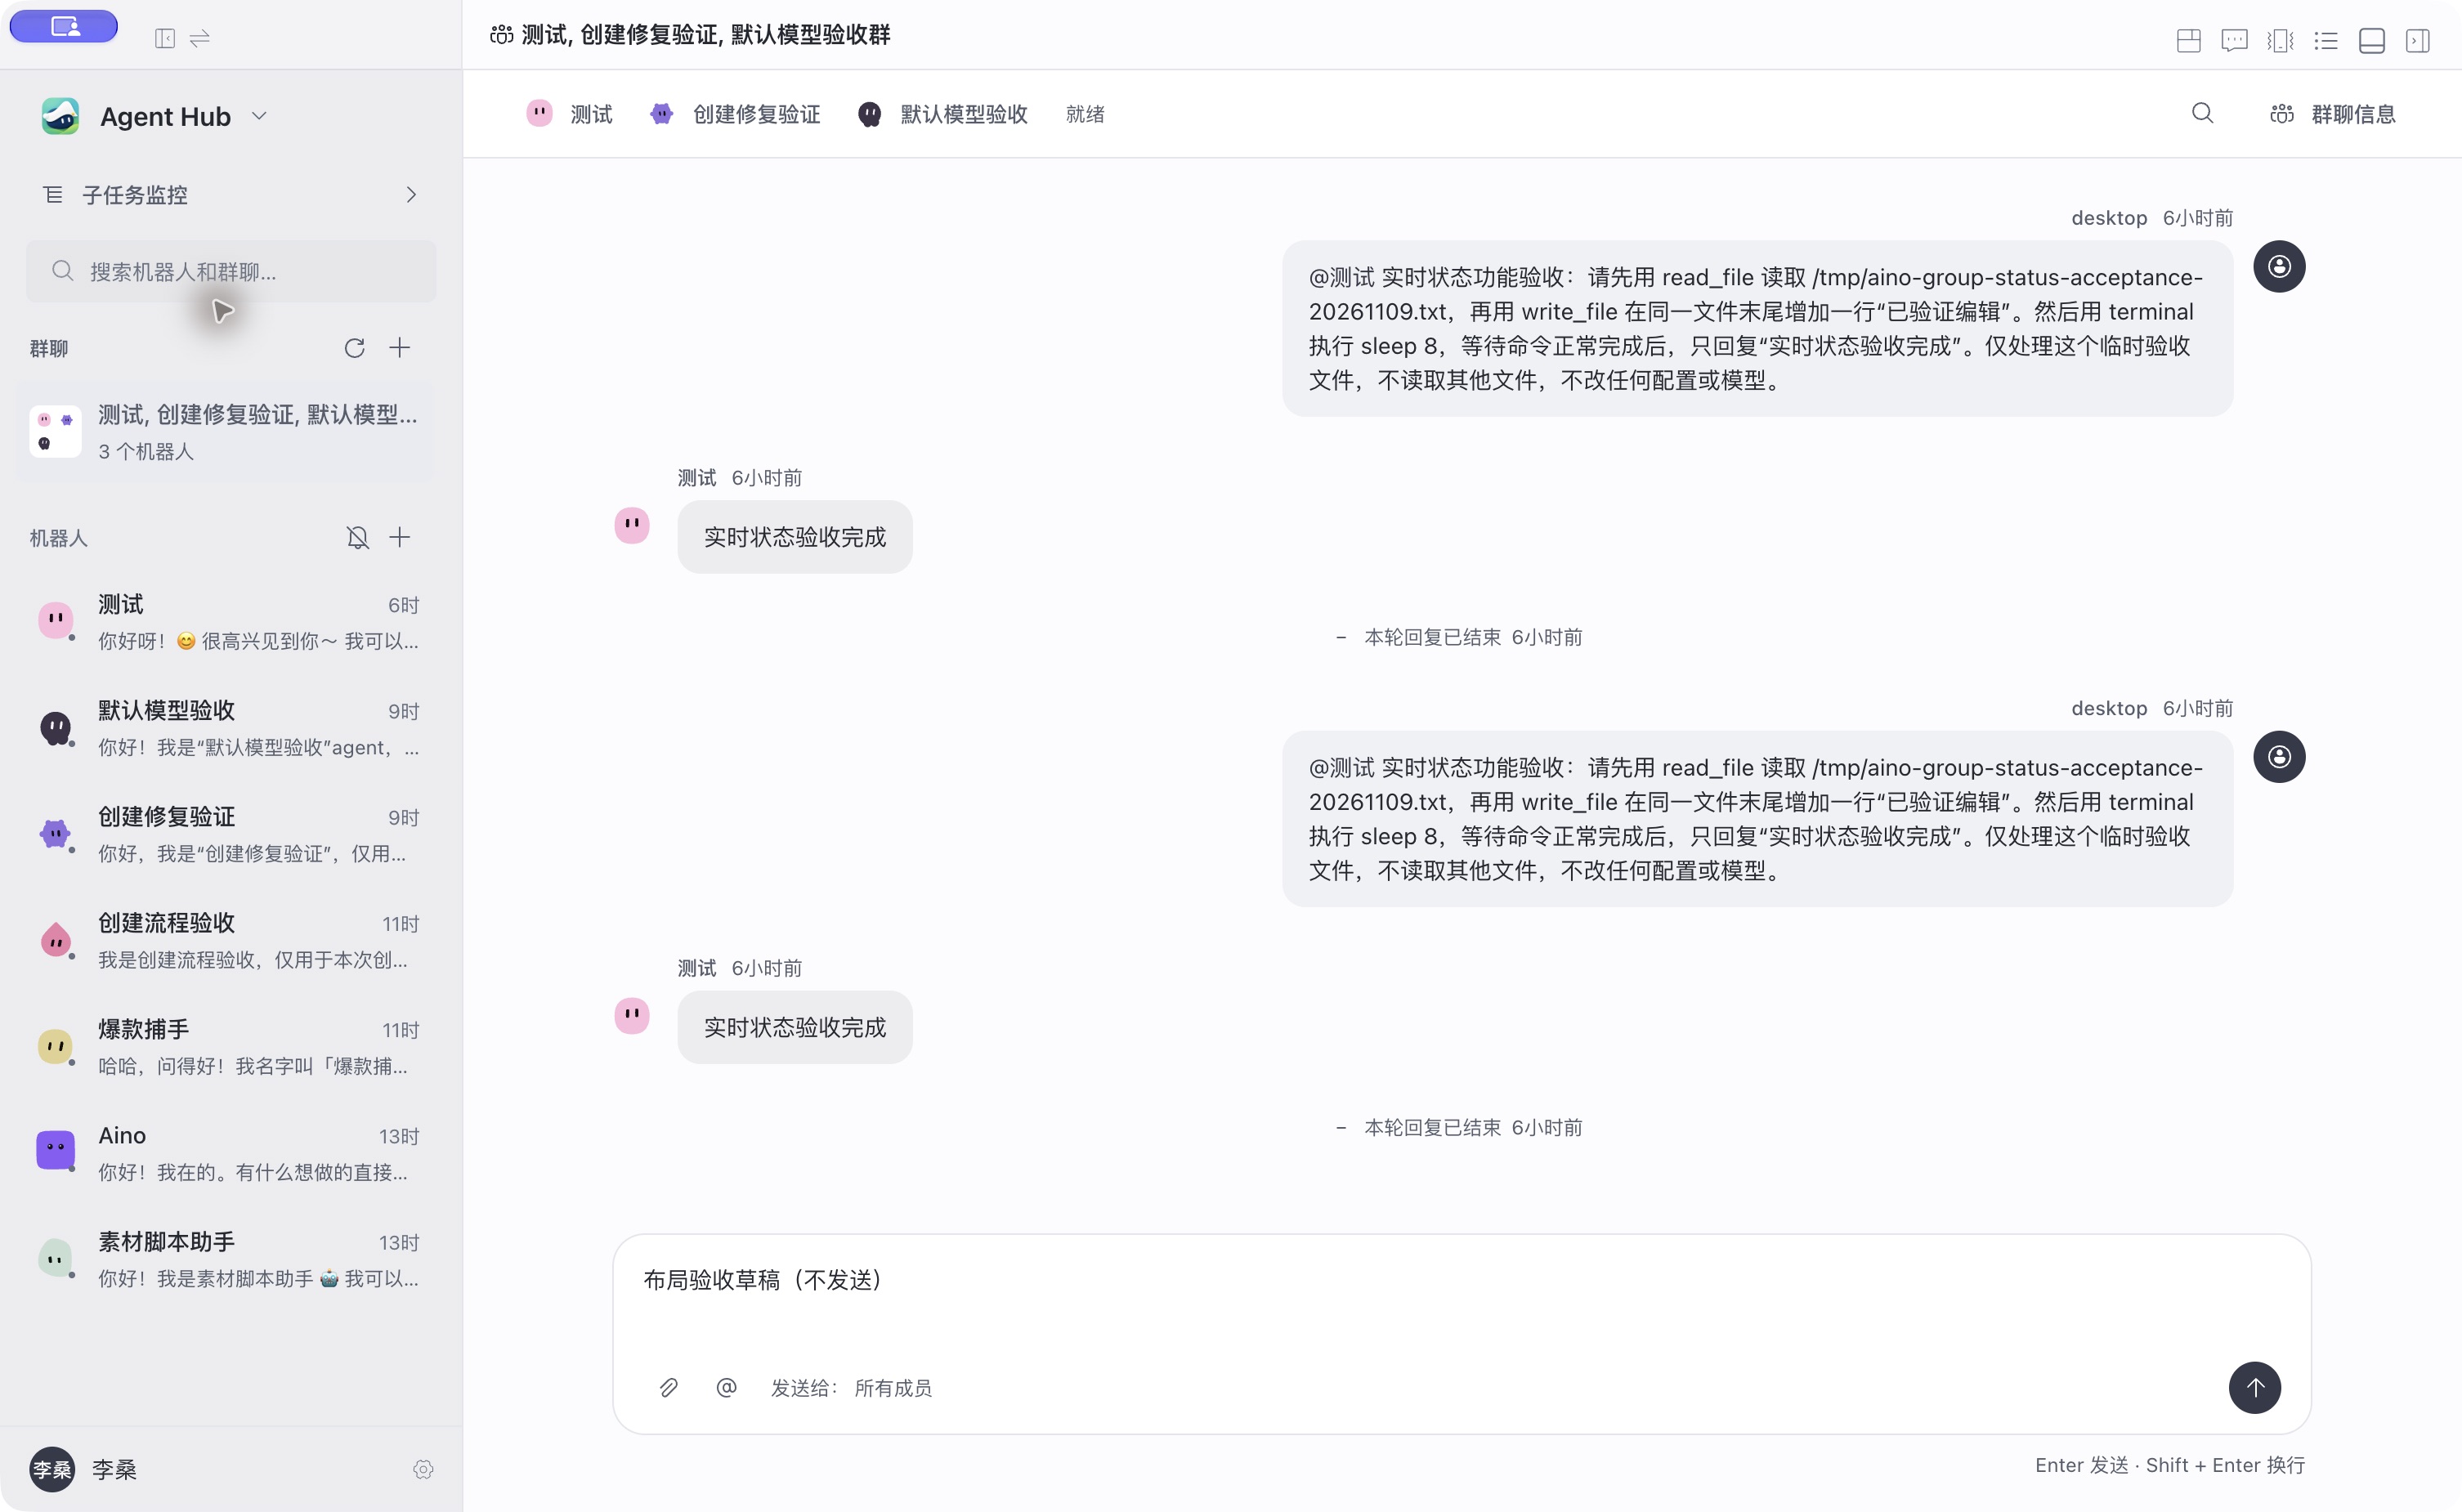 测试, 创建修复验证, 默认模型验收群
Agent Hub
子任务监控
搜索机器人和群聊...
群聊
测试, 创建修复验证, 默认模型...
3 个机器人
机器人
测试 6时
你好呀！😊 很高兴见到你～ 我可以...
默认模型验收 9时
你好！我是“默认模型验收”agent，...
创建修复验证 9时
你好，我是“创建修复验证”，仅用...
创建流程验收 11时
我是创建流程验收，仅用于本次创...
爆款捕手 11时
哈哈，问得好！我名字叫「爆款捕...
Aino 13时
你好！我在的。有什么想做的直接...
素材脚本助手 13时
你好！我是素材脚本助手 🤖 我可以...
李桑 李桑
测试 创建修复验证 默认模型验收 就绪 群聊信息
desktop 6小时前
@测试 实时状态功能验收：请先用 read_file 读取 /tmp/aino-group-status-acceptance-
20261109.txt，再用 write_file 在同一文件末尾增加一行“已验证编辑”。然后用 terminal
执行 sleep 8，等待命令正常完成后，只回复“实时状态验收完成”。仅处理这个临时验收
文件，不读取其他文件，不改任何配置或模型。
测试 6小时前
实时状态验收完成
– 本轮回复已结束 6小时前
desktop 6小时前
@测试 实时状态功能验收：请先用 read_file 读取 /tmp/aino-group-status-acceptance-
20261109.txt，再用 write_file 在同一文件末尾增加一行“已验证编辑”。然后用 terminal
执行 sleep 8，等待命令正常完成后，只回复“实时状态验收完成”。仅处理这个临时验收
文件，不读取其他文件，不改任何配置或模型。
测试 6小时前
实时状态验收完成
– 本轮回复已结束 6小时前
布局验收草稿（不发送）
@ 发送给： 所有成员
Enter 发送 · Shift + Enter 换行